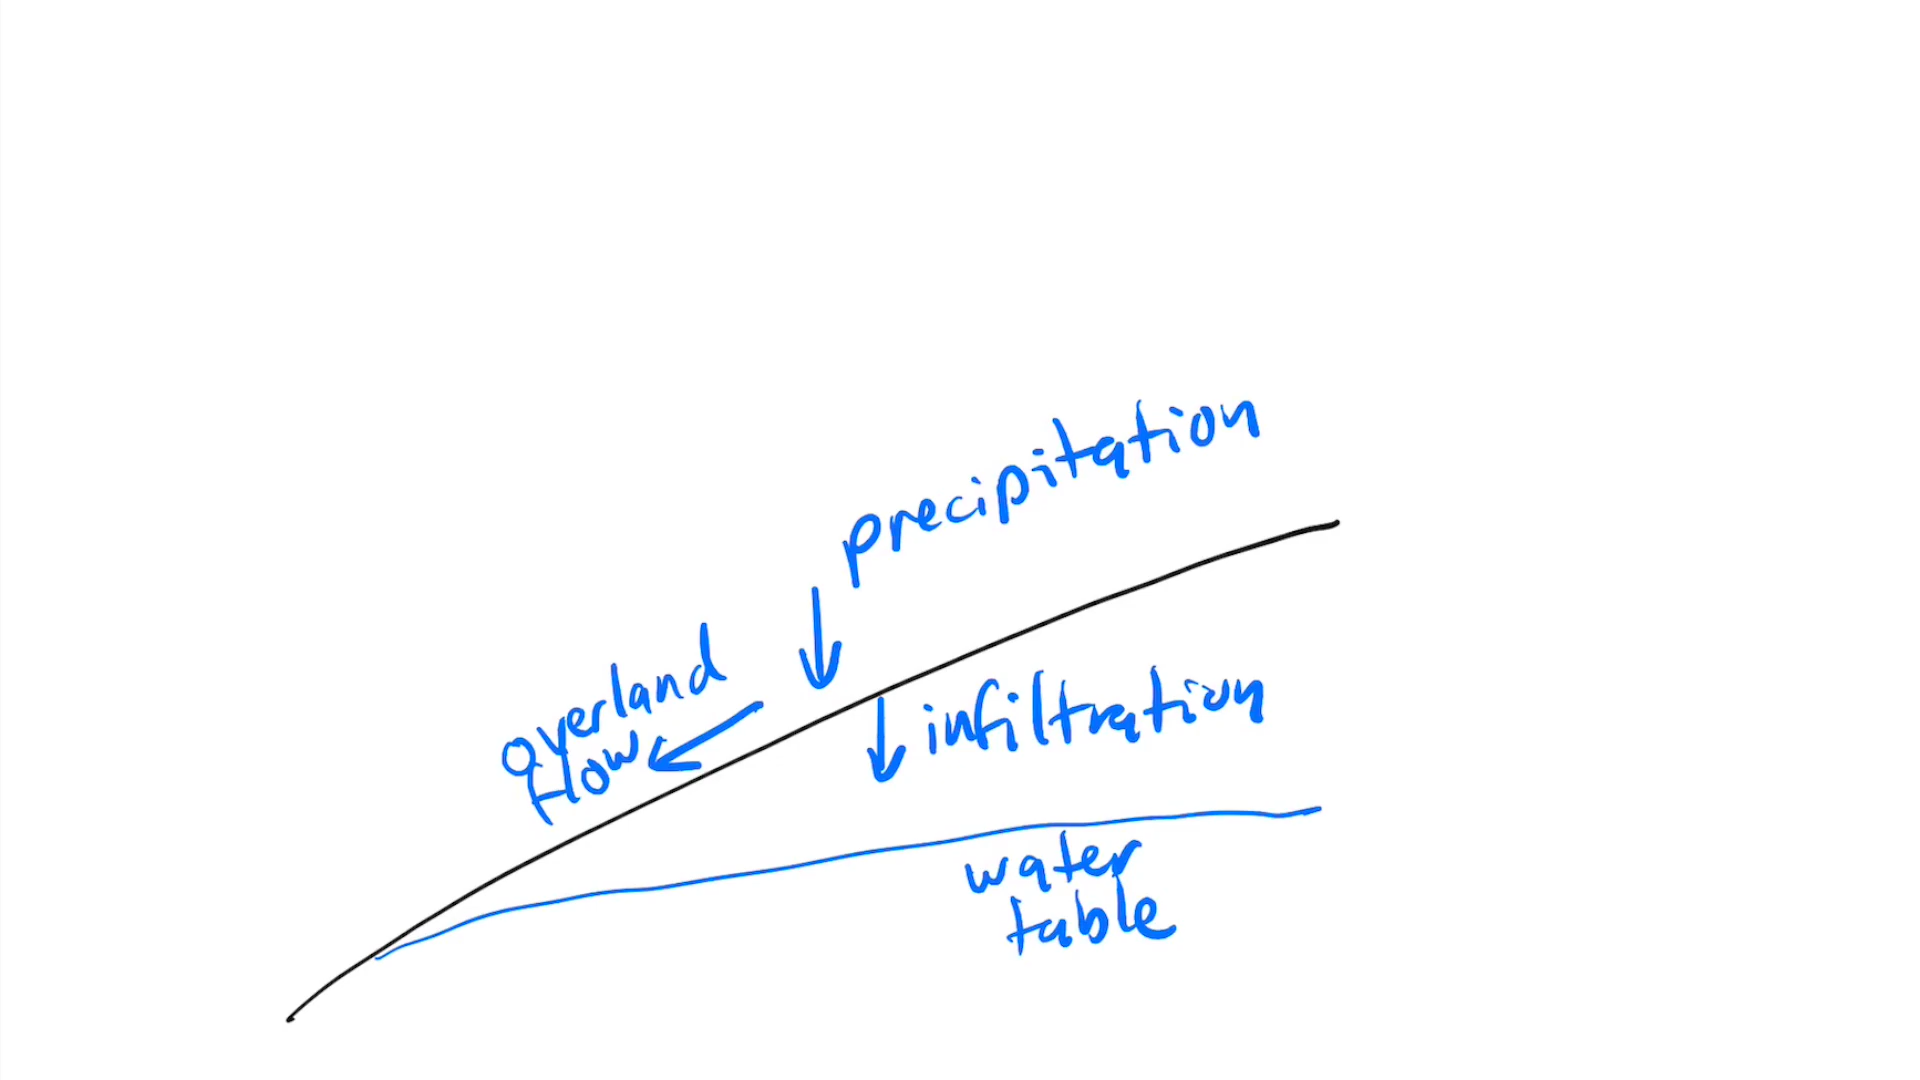 precipitation
overland
flow
infiltration
water
table